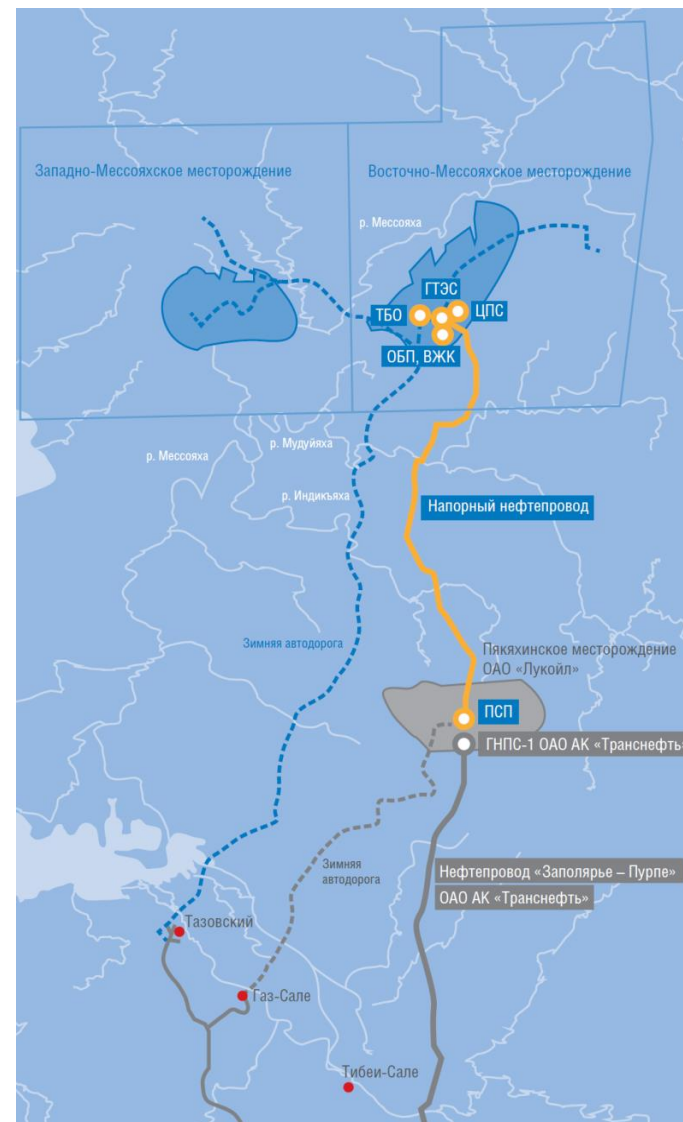 Западно-Мессояхское месторождение
Восточно-Мессояхское месторождение
р. Мессояха
ГТЭС
ТБО
ЦПС
ОБП, ВЖК
р. Мудуйяха
р. Мессояха
р. Индикъяха
Напорный нефтепровод
Зимняя автодорога
Пякяхинское месторождение
ОАО «Лукойл»
ПСП
ГНПС-1 ОАО АК «Транснефть»
Зимняя
автодорога
Нефтепровод «Заполярье – Пурпе»
ОАО АК «Транснефть»
Тазовский
Газ-Сале
Тибеи-Сале